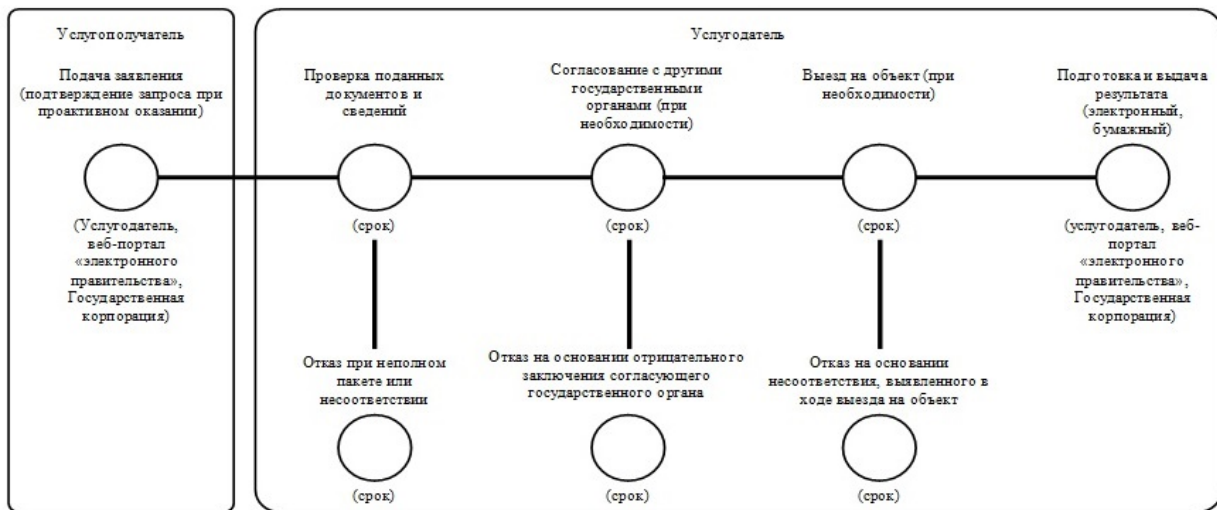 Услугополучатель
Подача заявления
(подтверждение запроса при
проактивном оказании)
(Услугодатель,
веб-портал
«электронного
правительства»,
Государственная
корпорация)
Услугодатель
Проверка поданных
документов и
сведений
(срок)
Согласование с другими
государственными
органами (при
необходимости)
(срок)
Выезд на объект (при
необходимости)
(срок)
Подготовка и выдача
результата
(электронный,
бумажный)
(услугодатель, веб-
портал
«электронного
правительства»,
Государственная
корпорация)
Отказ при неполном
пакете или
несоответствии
(срок)
Отказ на основании отрицательного
заключения согласующего
государственного органа
(срок)
Отказ на основании
несоответствия, выявленного в
ходе выезда на объект
(срок)